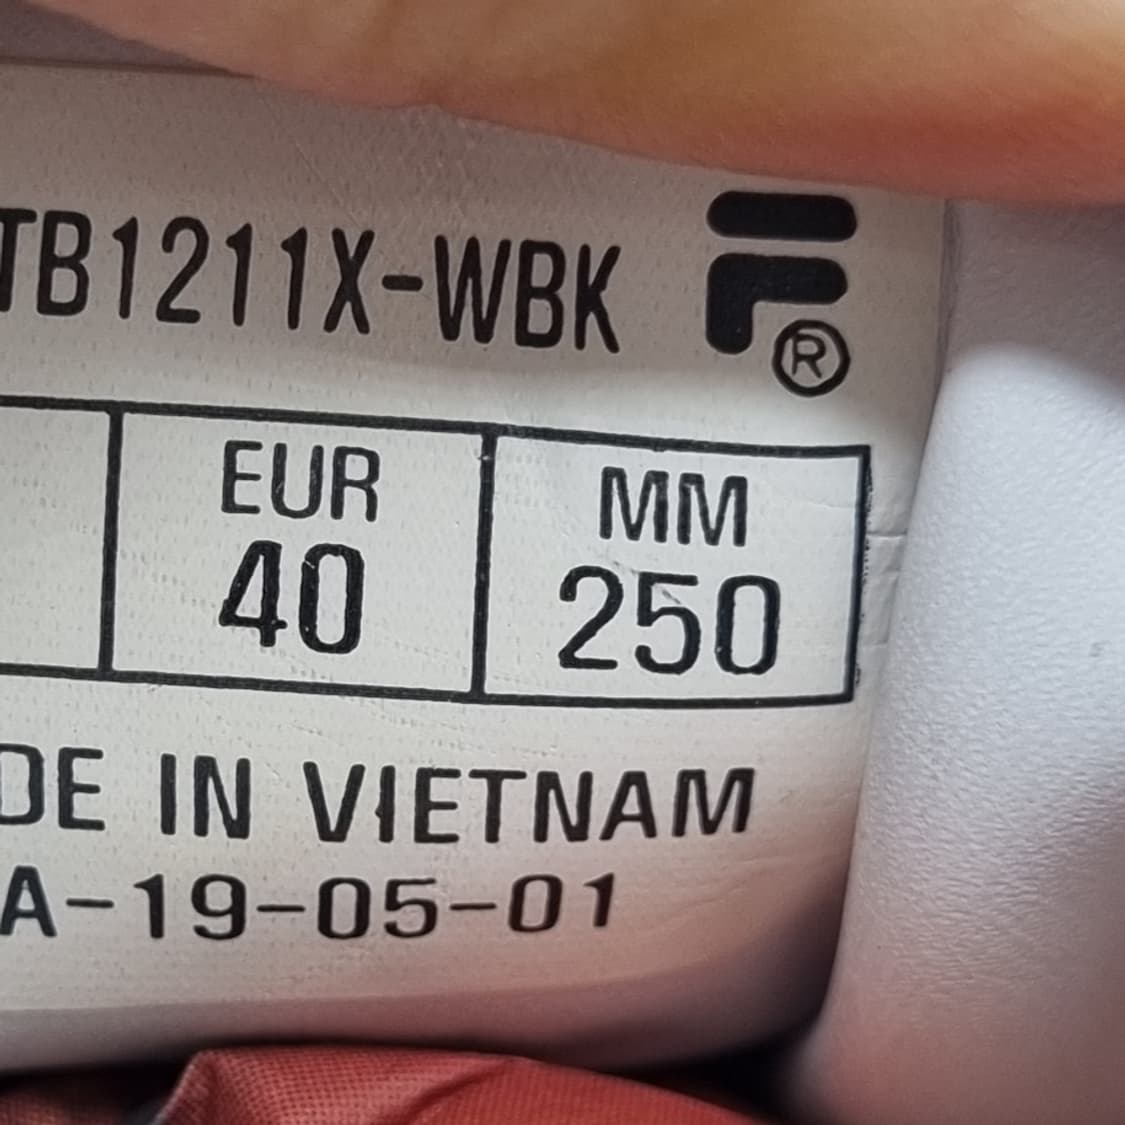 TB1211X-WBK
®
EUR MM
40 250
DE IN VIETNAM
A-19-05-01